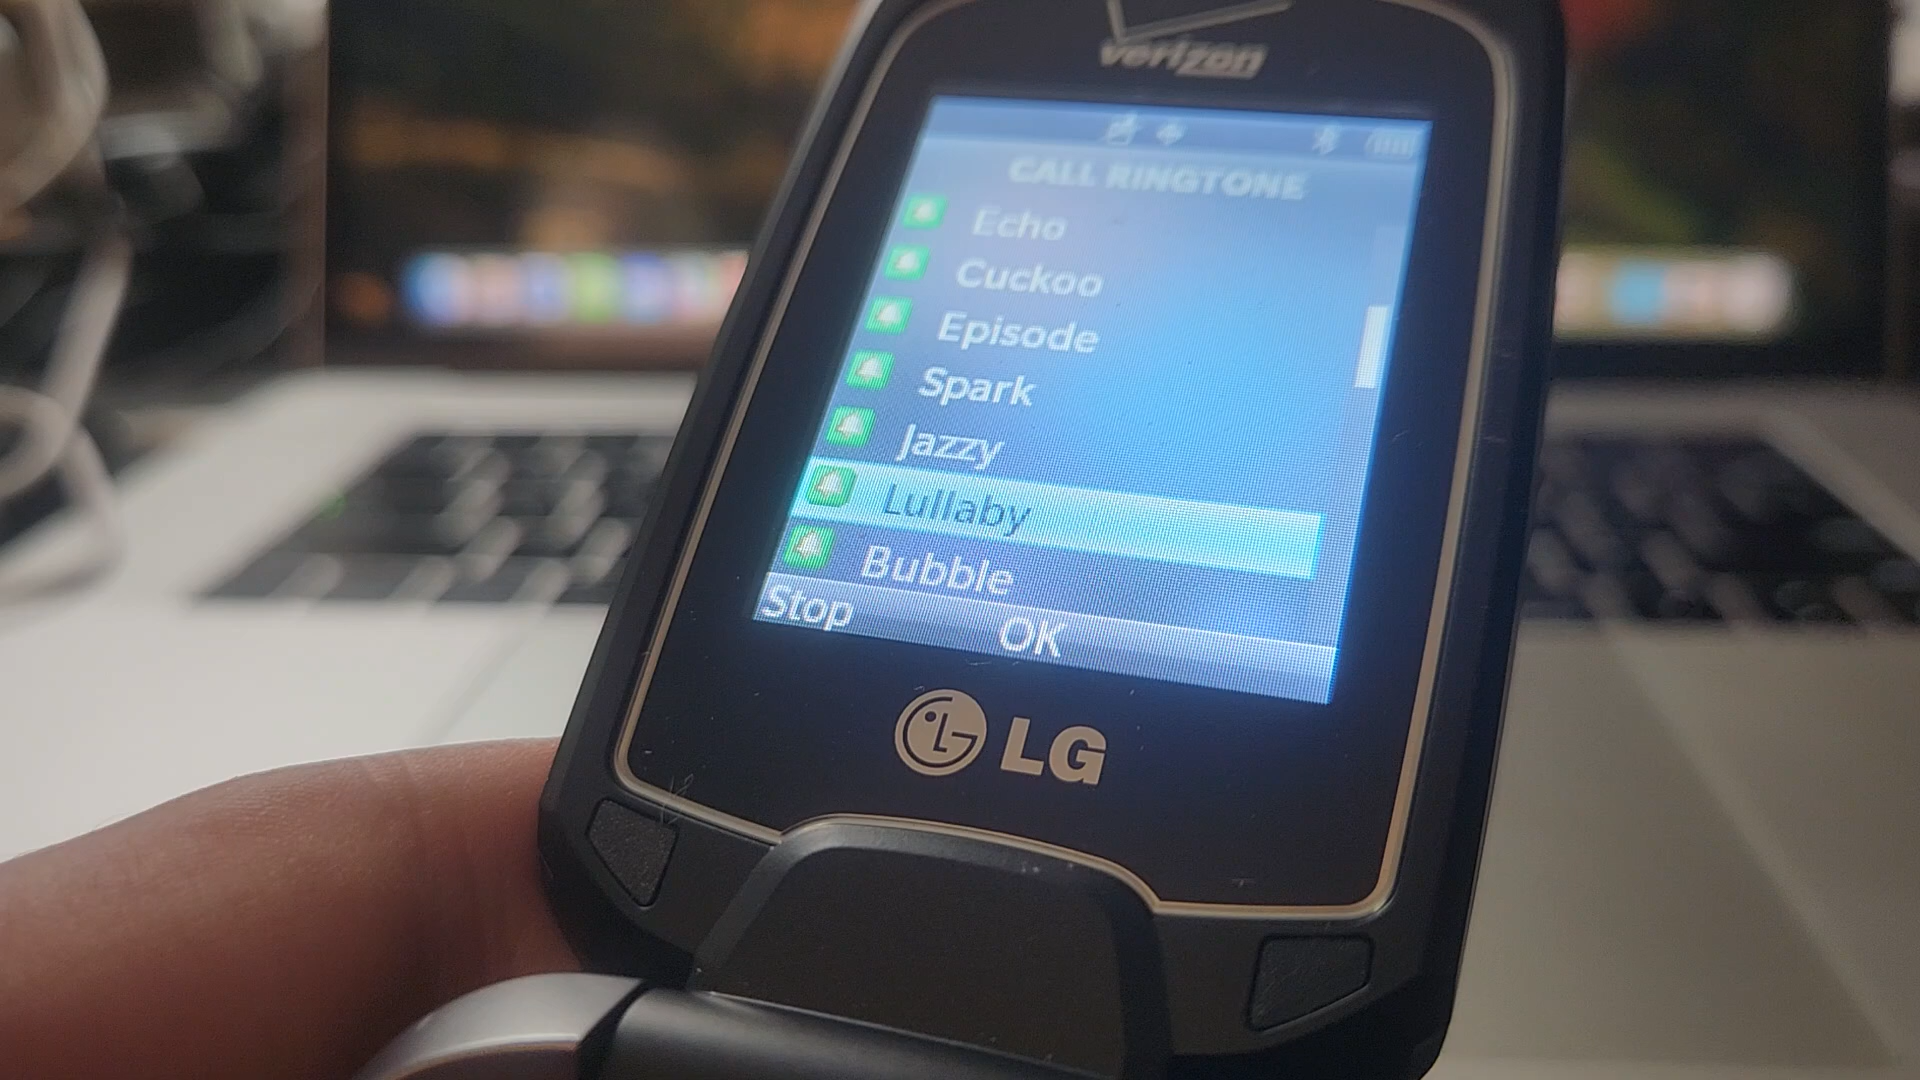 verizon
CALL RINGTONE
Echo
Cuckoo
Episode
Spark
Jazzy
Lullaby
Bubble
Stop OK
LG